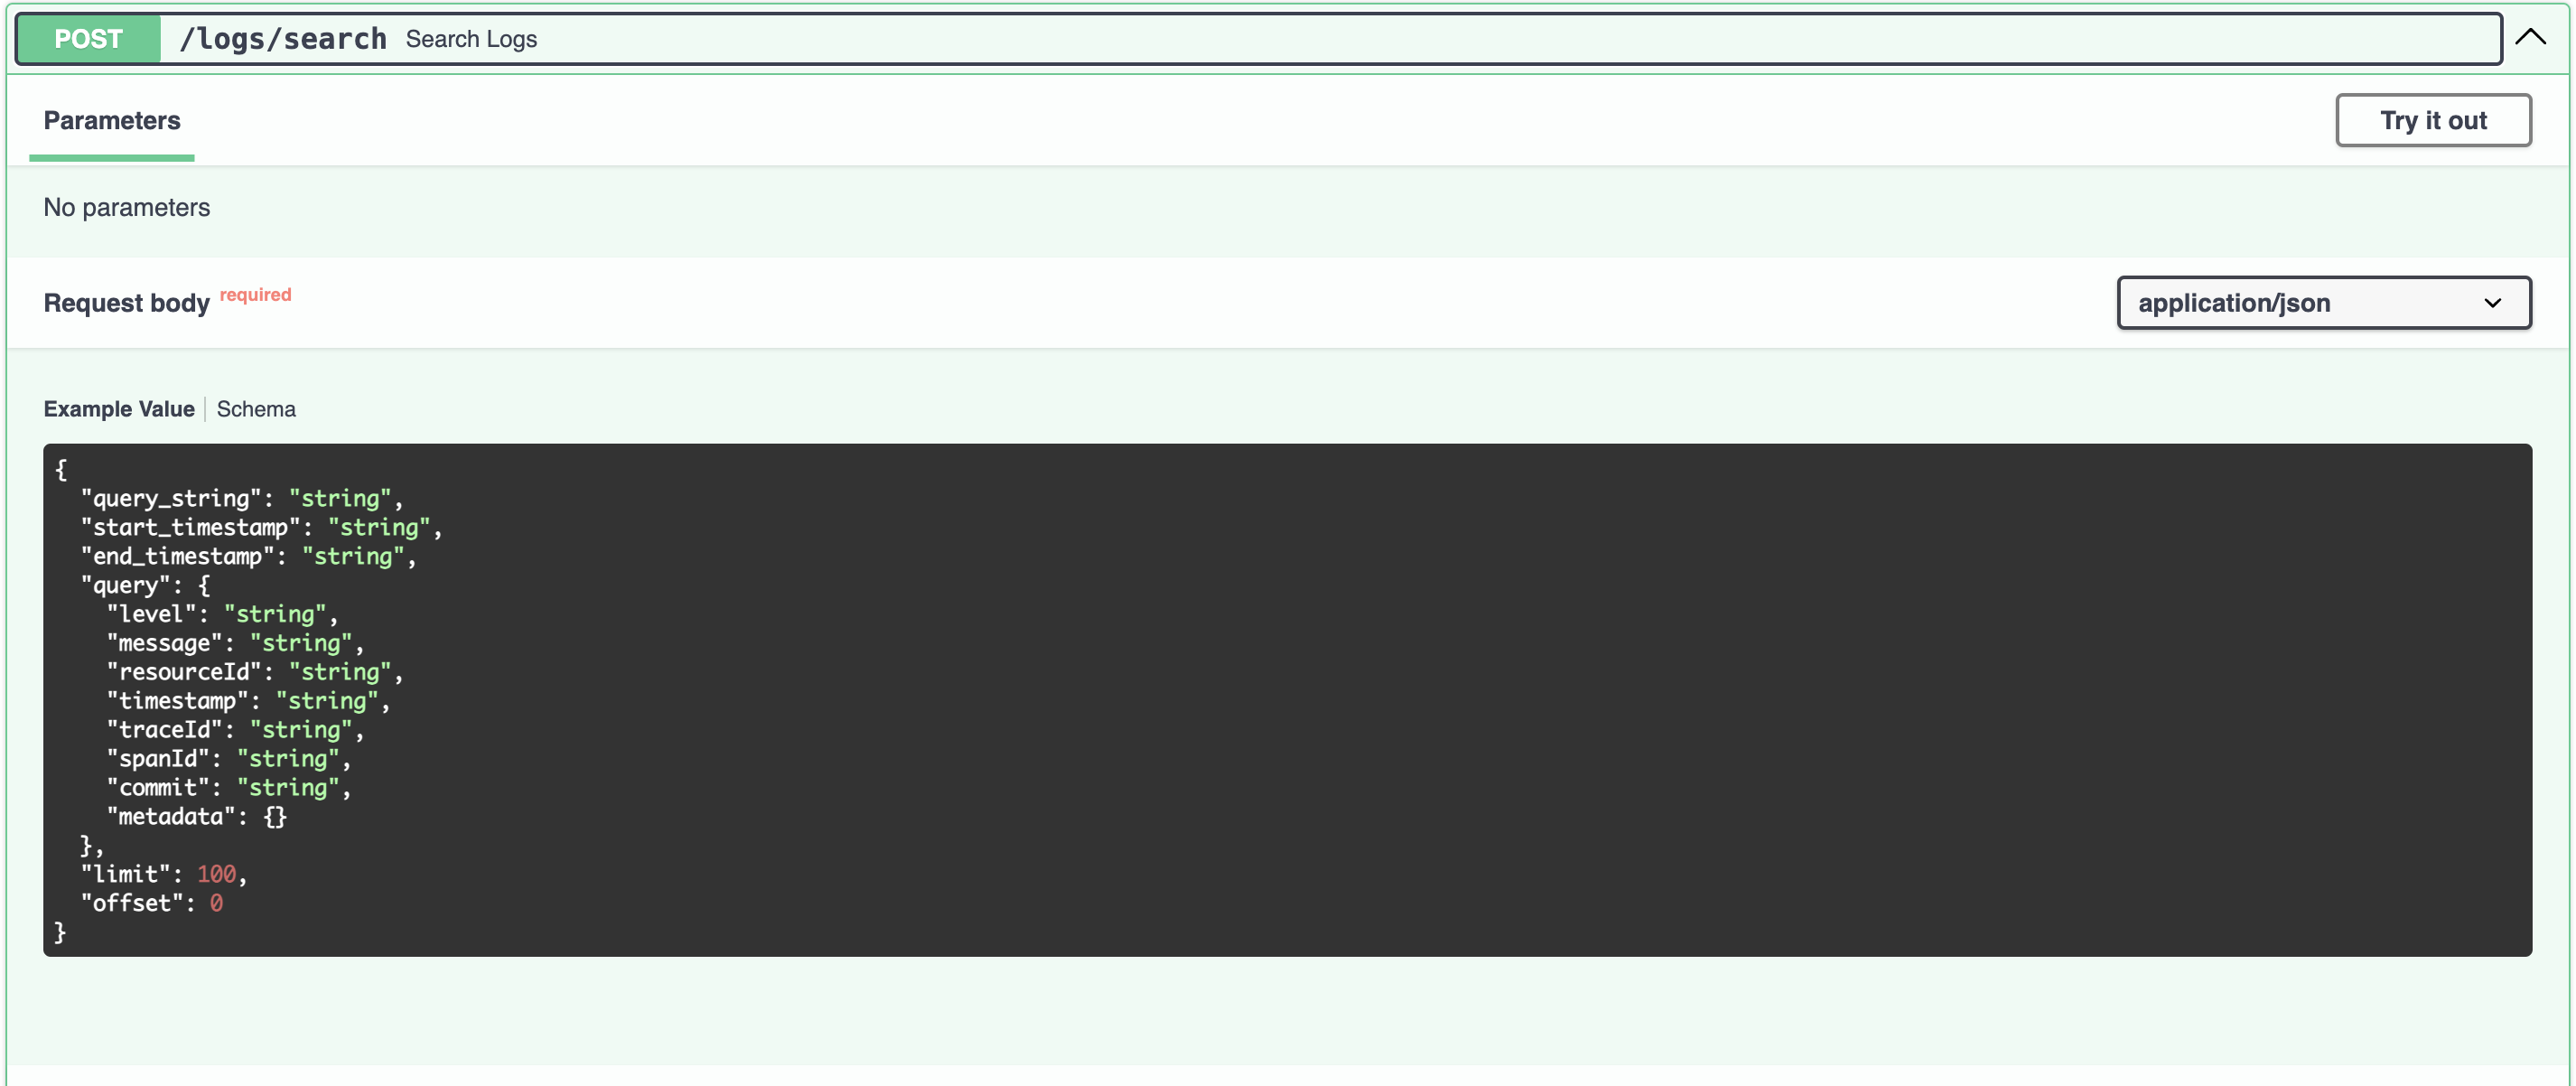 POST /logs/search Search Logs
Parameters
Try it out
No parameters
Request body required
application/json
Example Value Schema
{
  "query_string": "string",
  "start_timestamp": "string",
  "end_timestamp": "string",
  "query": {
    "level": "string",
    "message": "string",
    "resourceId": "string",
    "timestamp": "string",
    "traceId": "string",
    "spanId": "string",
    "commit": "string",
    "metadata": {}
  },
  "limit": 100,
  "offset": 0
}